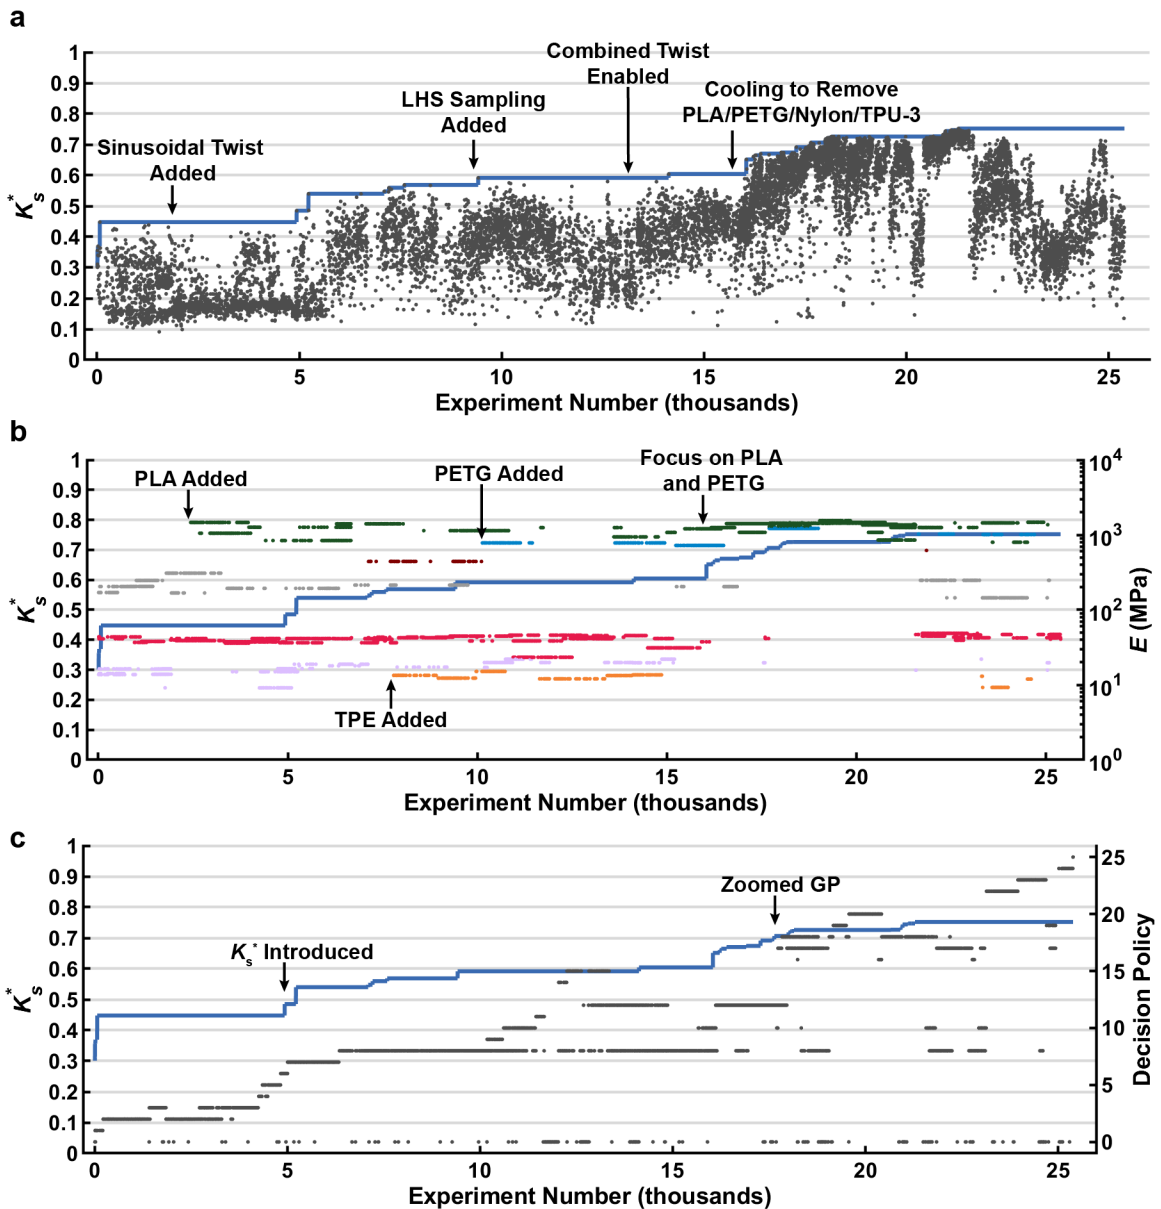 a
Combined Twist
Enabled
LHS Sampling
Added
Cooling to Remove
PLA/PETG/Nylon/TPU-3
Sinusoidal Twist
Added
1
0.9
0.8
0.7
0.6
0.5
0.4
0.3
0.2
0.1
0
Ks*
0 5 10 15 20 25
Experiment Number (thousands)
b
PLA Added
PETG Added
Focus on PLA
and PETG
TPE Added
1
0.9
0.8
0.7
0.6
0.5
0.4
0.3
0.2
0.1
0
Ks*
10^4
10^3
10^2
10^1
10^0
E (MPa)
0 5 10 15 20 25
Experiment Number (thousands)
c
Zoomed GP
Ks* Introduced
1
0.9
0.8
0.7
0.6
0.5
0.4
0.3
0.2
0.1
0
Ks*
25
20
15
10
5
0
Decision Policy
0 5 10 15 20 25
Experiment Number (thousands)